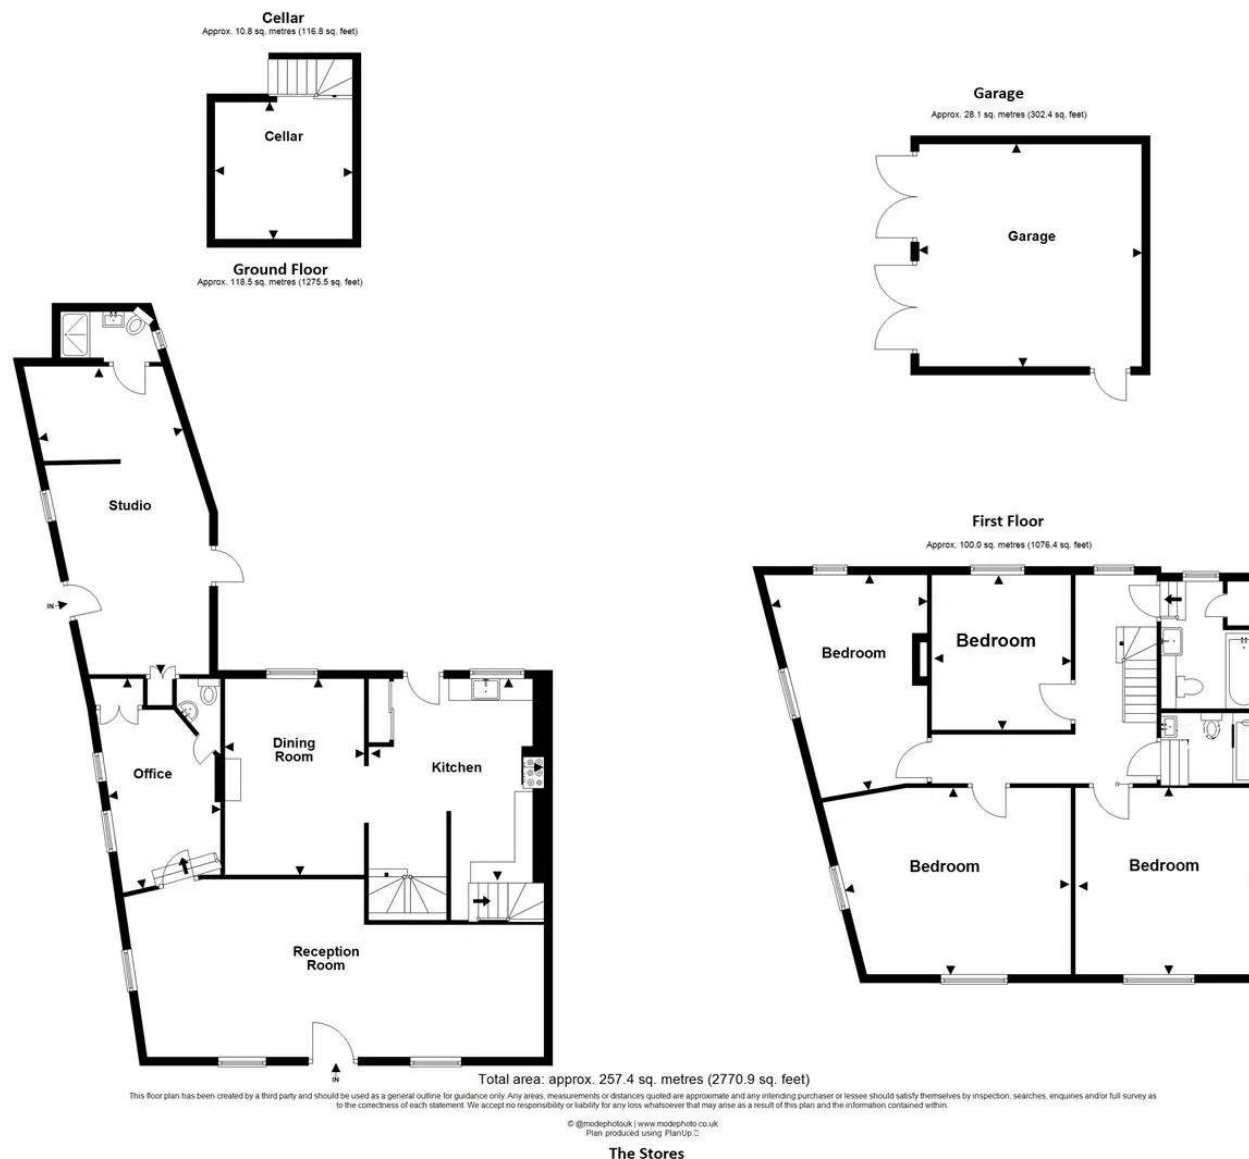 Cellar
Approx. 10.8 sq. metres (116.8 sq. feet)
Cellar
Garage
Approx. 28.1 sq. metres (302.4 sq. feet)
Garage
Ground Floor
Approx. 118.5 sq. metres (1275.5 sq. feet)
Studio
IN
Office
Dining
Room
Kitchen
Reception
Room
IN
First Floor
Approx. 100.0 sq. metres (1076.4 sq. feet)
Bedroom
Bedroom
Bedroom
Bedroom
Total area: approx. 257.4 sq. metres (2770.9 sq. feet)
This floor plan has been created by a third party and should be used as a general outline for guidance only. Any areas, measurements or distances quoted are approximate and any intending purchaser or lessee should satisfy themselves by inspection, searches, enquiries and/or full survey as
to the correctness of each statement. We accept no responsibility or liability for any loss whatsoever that may arise as a result of this plan and the information contained within.
© @modephotouk | www.modephoto.co.uk
Plan produced using PlanUp.
The Stores